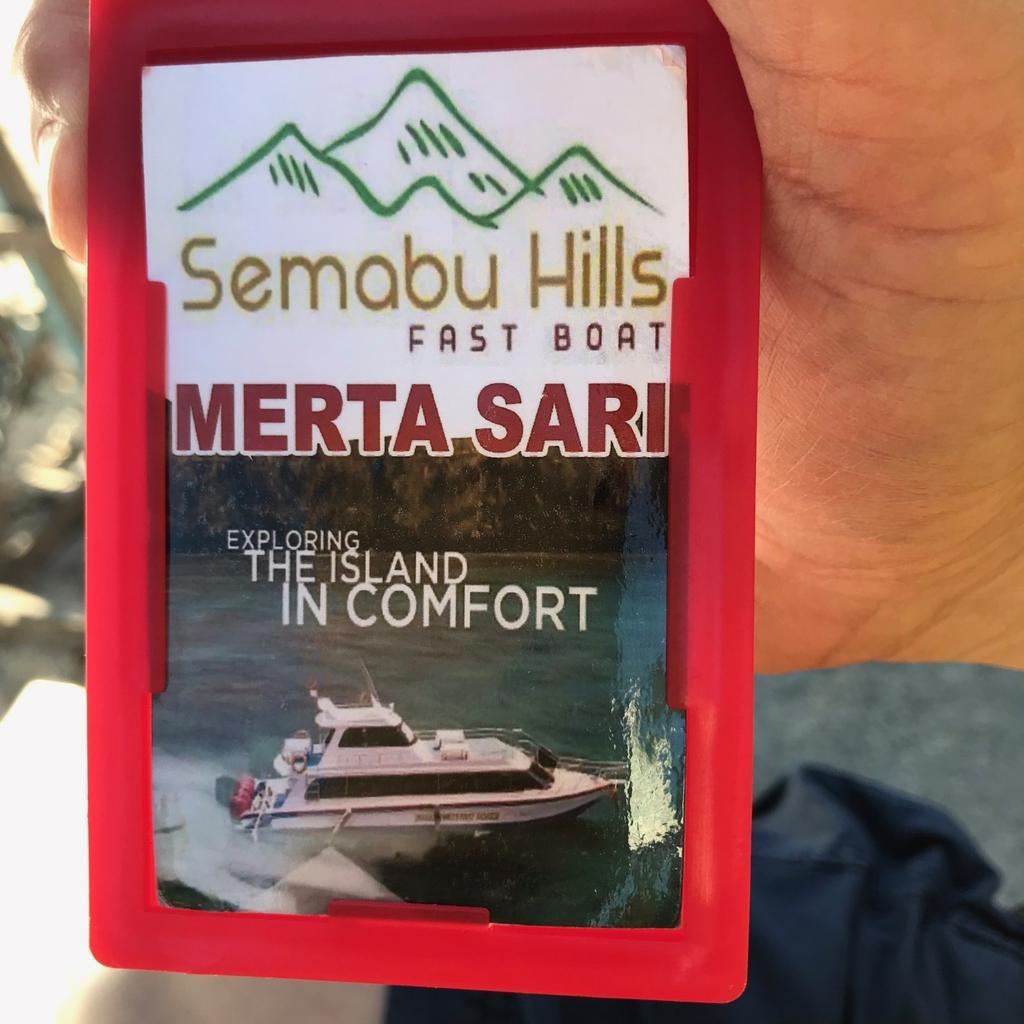 Semabu Hills
FAST BOAT
MERTA SARI
EXPLORING
THE ISLAND
IN COMFORT